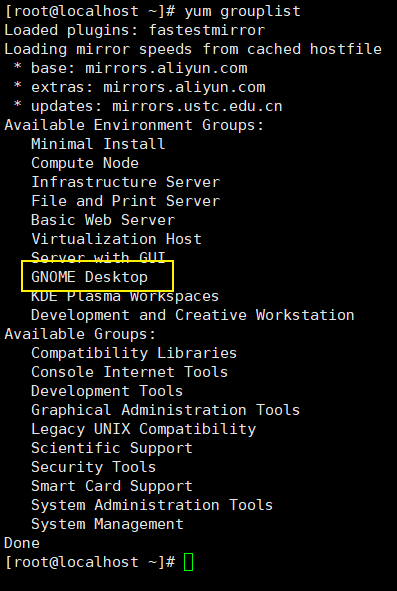 [root@localhost ~]# yum grouplist
Loaded plugins: fastestmirror
Loading mirror speeds from cached hostfile
 * base: mirrors.aliyun.com
 * extras: mirrors.aliyun.com
 * updates: mirrors.ustc.edu.cn
Available Environment Groups:
   Minimal Install
   Compute Node
   Infrastructure Server
   File and Print Server
   Basic Web Server
   Virtualization Host
   Server with GUI
   GNOME Desktop
   KDE Plasma Workspaces
   Development and Creative Workstation
Available Groups:
   Compatibility Libraries
   Console Internet Tools
   Development Tools
   Graphical Administration Tools
   Legacy UNIX Compatibility
   Scientific Support
   Security Tools
   Smart Card Support
   System Administration Tools
   System Management
Done
[root@localhost ~]#